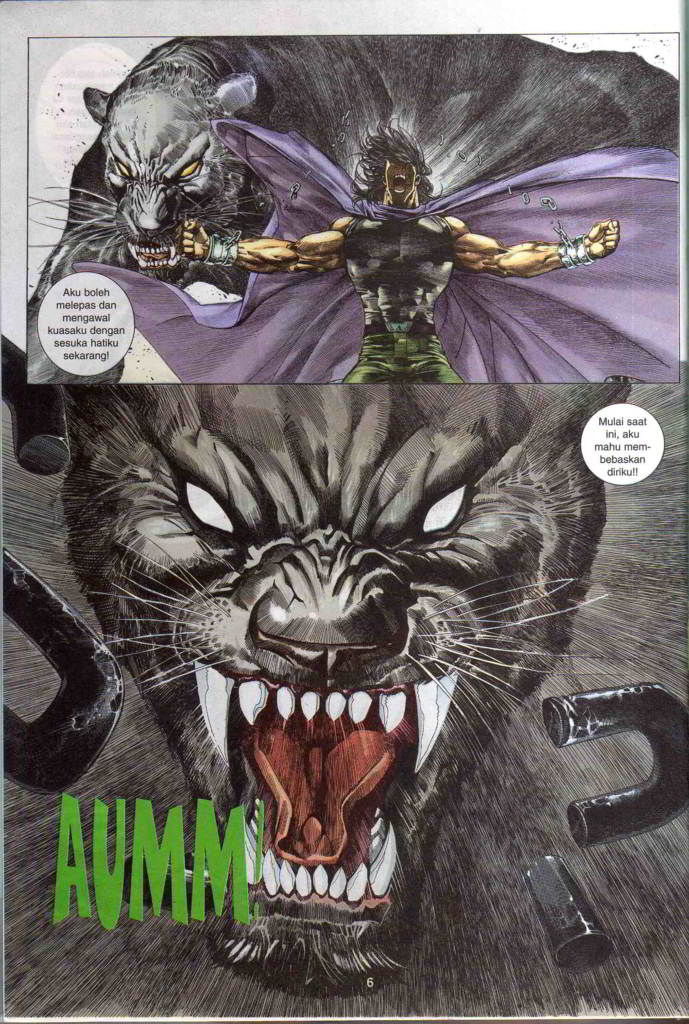 Aku boleh
melepas dan
mengawal
kuasaku dengan
sesuka hatiku
sekarang!
Mulai saat
ini, aku
mahu mem-
bebaskan
diriku!!
AUMM!
6